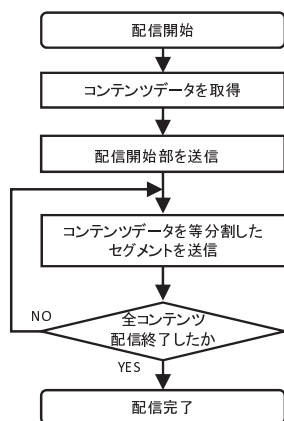 配信開始
コンテンツデータを取得
配信開始部を送信
コンテンツデータを等分割した
セグメントを送信
全コンテンツ
配信終了したか
NO
YES
配信完了